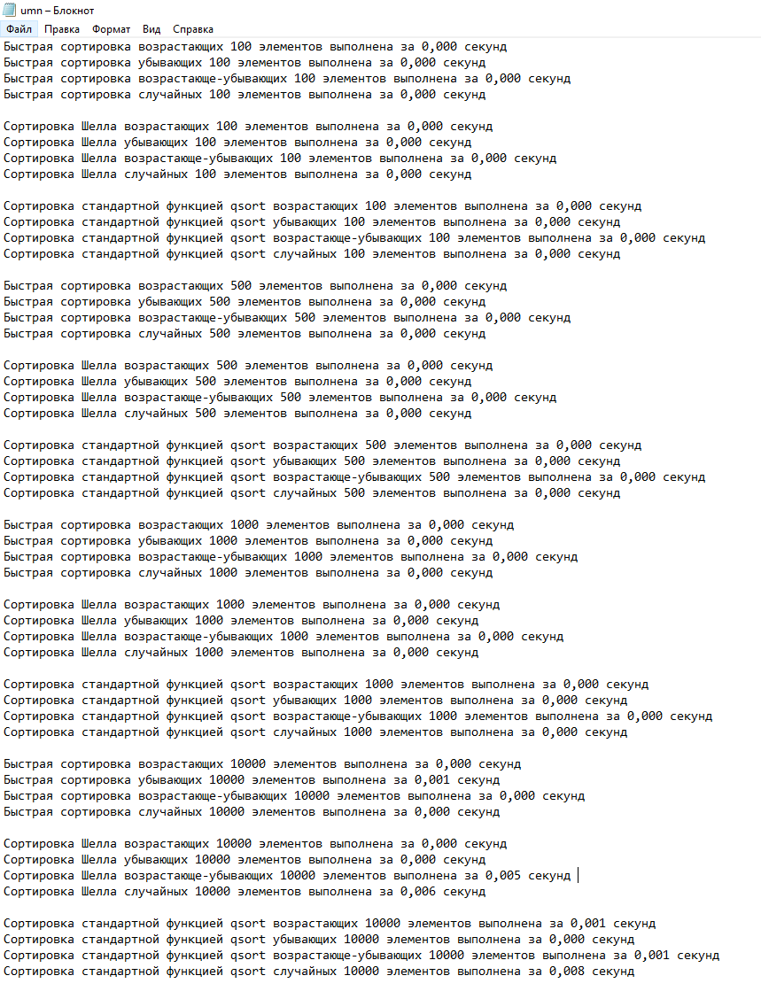 umn – Блокнот
Файл Правка Формат Вид Справка
Быстрая сортировка возрастающих 100 элементов выполнена за 0,000 секунд
Быстрая сортировка убывающих 100 элементов выполнена за 0,000 секунд
Быстрая сортировка возрастающе-убывающих 100 элементов выполнена за 0,000 секунд
Быстрая сортировка случайных 100 элементов выполнена за 0,000 секунд

Сортировка Шелла возрастающих 100 элементов выполнена за 0,000 секунд
Сортировка Шелла убывающих 100 элементов выполнена за 0,000 секунд
Сортировка Шелла возрастающе-убывающих 100 элементов выполнена за 0,000 секунд
Сортировка Шелла случайных 100 элементов выполнена за 0,000 секунд

Сортировка стандартной функцией qsort возрастающих 100 элементов выполнена за 0,000 секунд
Сортировка стандартной функцией qsort убывающих 100 элементов выполнена за 0,000 секунд
Сортировка стандартной функцией qsort возрастающе-убывающих 100 элементов выполнена за 0,000 секунд
Сортировка стандартной функцией qsort случайных 100 элементов выполнена за 0,000 секунд

Быстрая сортировка возрастающих 500 элементов выполнена за 0,000 секунд
Быстрая сортировка убывающих 500 элементов выполнена за 0,000 секунд
Быстрая сортировка возрастающе-убывающих 500 элементов выполнена за 0,000 секунд
Быстрая сортировка случайных 500 элементов выполнена за 0,000 секунд

Сортировка Шелла возрастающих 500 элементов выполнена за 0,000 секунд
Сортировка Шелла убывающих 500 элементов выполнена за 0,000 секунд
Сортировка Шелла возрастающе-убывающих 500 элементов выполнена за 0,000 секунд
Сортировка Шелла случайных 500 элементов выполнена за 0,000 секунд

Сортировка стандартной функцией qsort возрастающих 500 элементов выполнена за 0,000 секунд
Сортировка стандартной функцией qsort убывающих 500 элементов выполнена за 0,000 секунд
Сортировка стандартной функцией qsort возрастающе-убывающих 500 элементов выполнена за 0,000 секунд
Сортировка стандартной функцией qsort случайных 500 элементов выполнена за 0,000 секунд

Быстрая сортировка возрастающих 1000 элементов выполнена за 0,000 секунд
Быстрая сортировка убывающих 1000 элементов выполнена за 0,000 секунд
Быстрая сортировка возрастающе-убывающих 1000 элементов выполнена за 0,000 секунд
Быстрая сортировка случайных 1000 элементов выполнена за 0,000 секунд

Сортировка Шелла возрастающих 1000 элементов выполнена за 0,000 секунд
Сортировка Шелла убывающих 1000 элементов выполнена за 0,000 секунд
Сортировка Шелла возрастающе-убывающих 1000 элементов выполнена за 0,000 секунд
Сортировка Шелла случайных 1000 элементов выполнена за 0,000 секунд

Сортировка стандартной функцией qsort возрастающих 1000 элементов выполнена за 0,000 секунд
Сортировка стандартной функцией qsort убывающих 1000 элементов выполнена за 0,000 секунд
Сортировка стандартной функцией qsort возрастающе-убывающих 1000 элементов выполнена за 0,000 секунд
Сортировка стандартной функцией qsort случайных 1000 элементов выполнена за 0,000 секунд

Быстрая сортировка возрастающих 10000 элементов выполнена за 0,000 секунд
Быстрая сортировка убывающих 10000 элементов выполнена за 0,001 секунд
Быстрая сортировка возрастающе-убывающих 10000 элементов выполнена за 0,000 секунд
Быстрая сортировка случайных 10000 элементов выполнена за 0,000 секунд

Сортировка Шелла возрастающих 10000 элементов выполнена за 0,000 секунд
Сортировка Шелла убывающих 10000 элементов выполнена за 0,000 секунд
Сортировка Шелла возрастающе-убывающих 10000 элементов выполнена за 0,005 секунд
Сортировка Шелла случайных 10000 элементов выполнена за 0,006 секунд

Сортировка стандартной функцией qsort возрастающих 10000 элементов выполнена за 0,001 секунд
Сортировка стандартной функцией qsort убывающих 10000 элементов выполнена за 0,000 секунд
Сортировка стандартной функцией qsort возрастающе-убывающих 10000 элементов выполнена за 0,001 секунд
Сортировка стандартной функцией qsort случайных 10000 элементов выполнена за 0,008 секунд